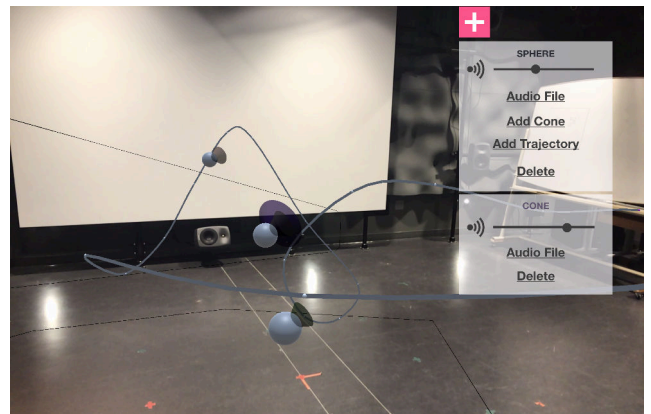 SPHERE
Audio File
Add Cone
Add Trajectory
Delete
CONE
Audio File
Delete